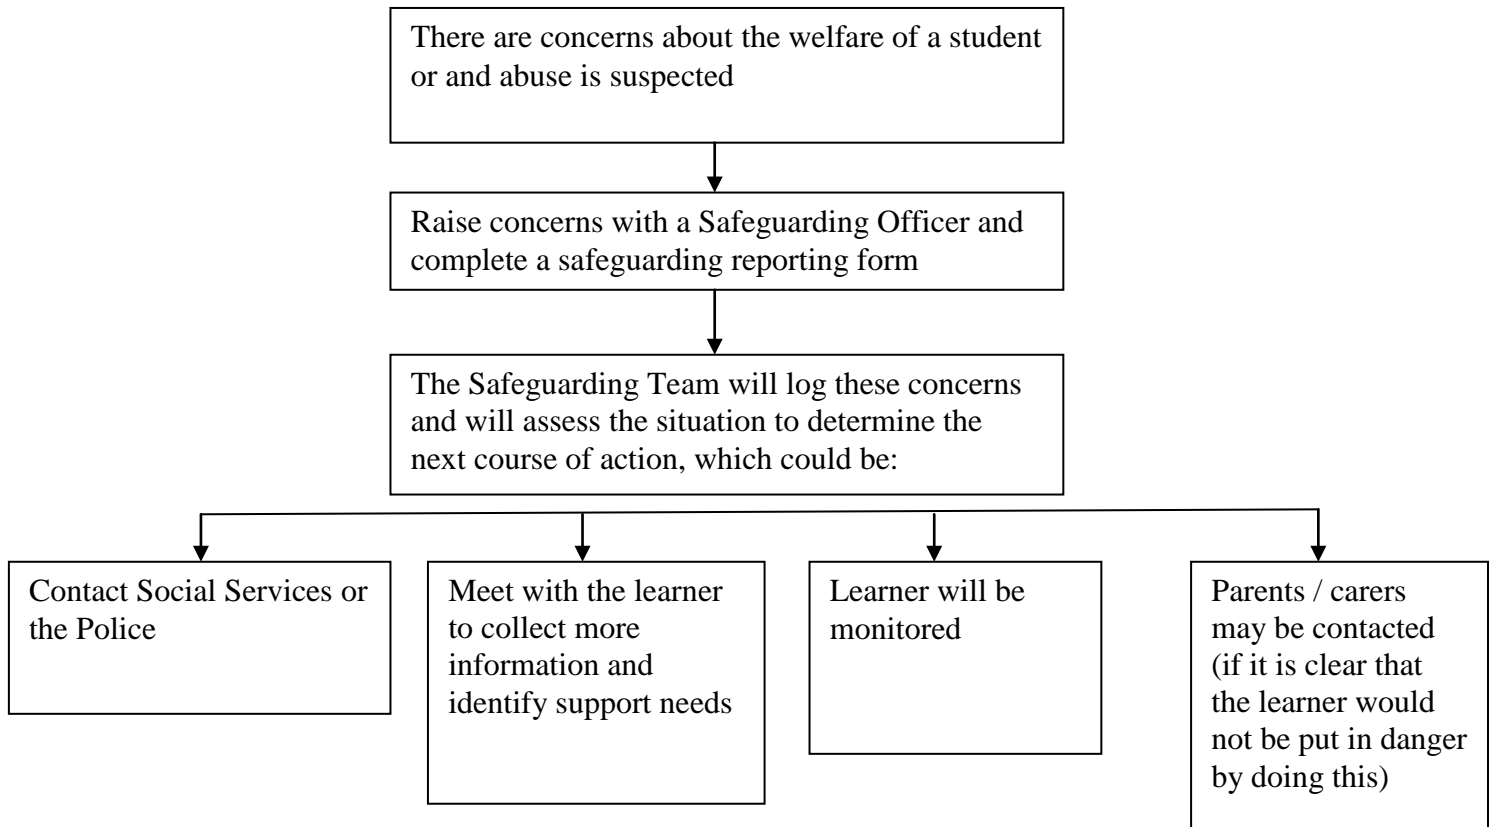 There are concerns about the welfare of a student
or and abuse is suspected
Raise concerns with a Safeguarding Officer and
complete a safeguarding reporting form
The Safeguarding Team will log these concerns
and will assess the situation to determine the
next course of action, which could be:
Contact Social Services or
the Police
Meet with the learner
to collect more
information and
identify support needs
Learner will be
monitored
Parents / carers
may be contacted
(if it is clear that
the learner would
not be put in danger
by doing this)